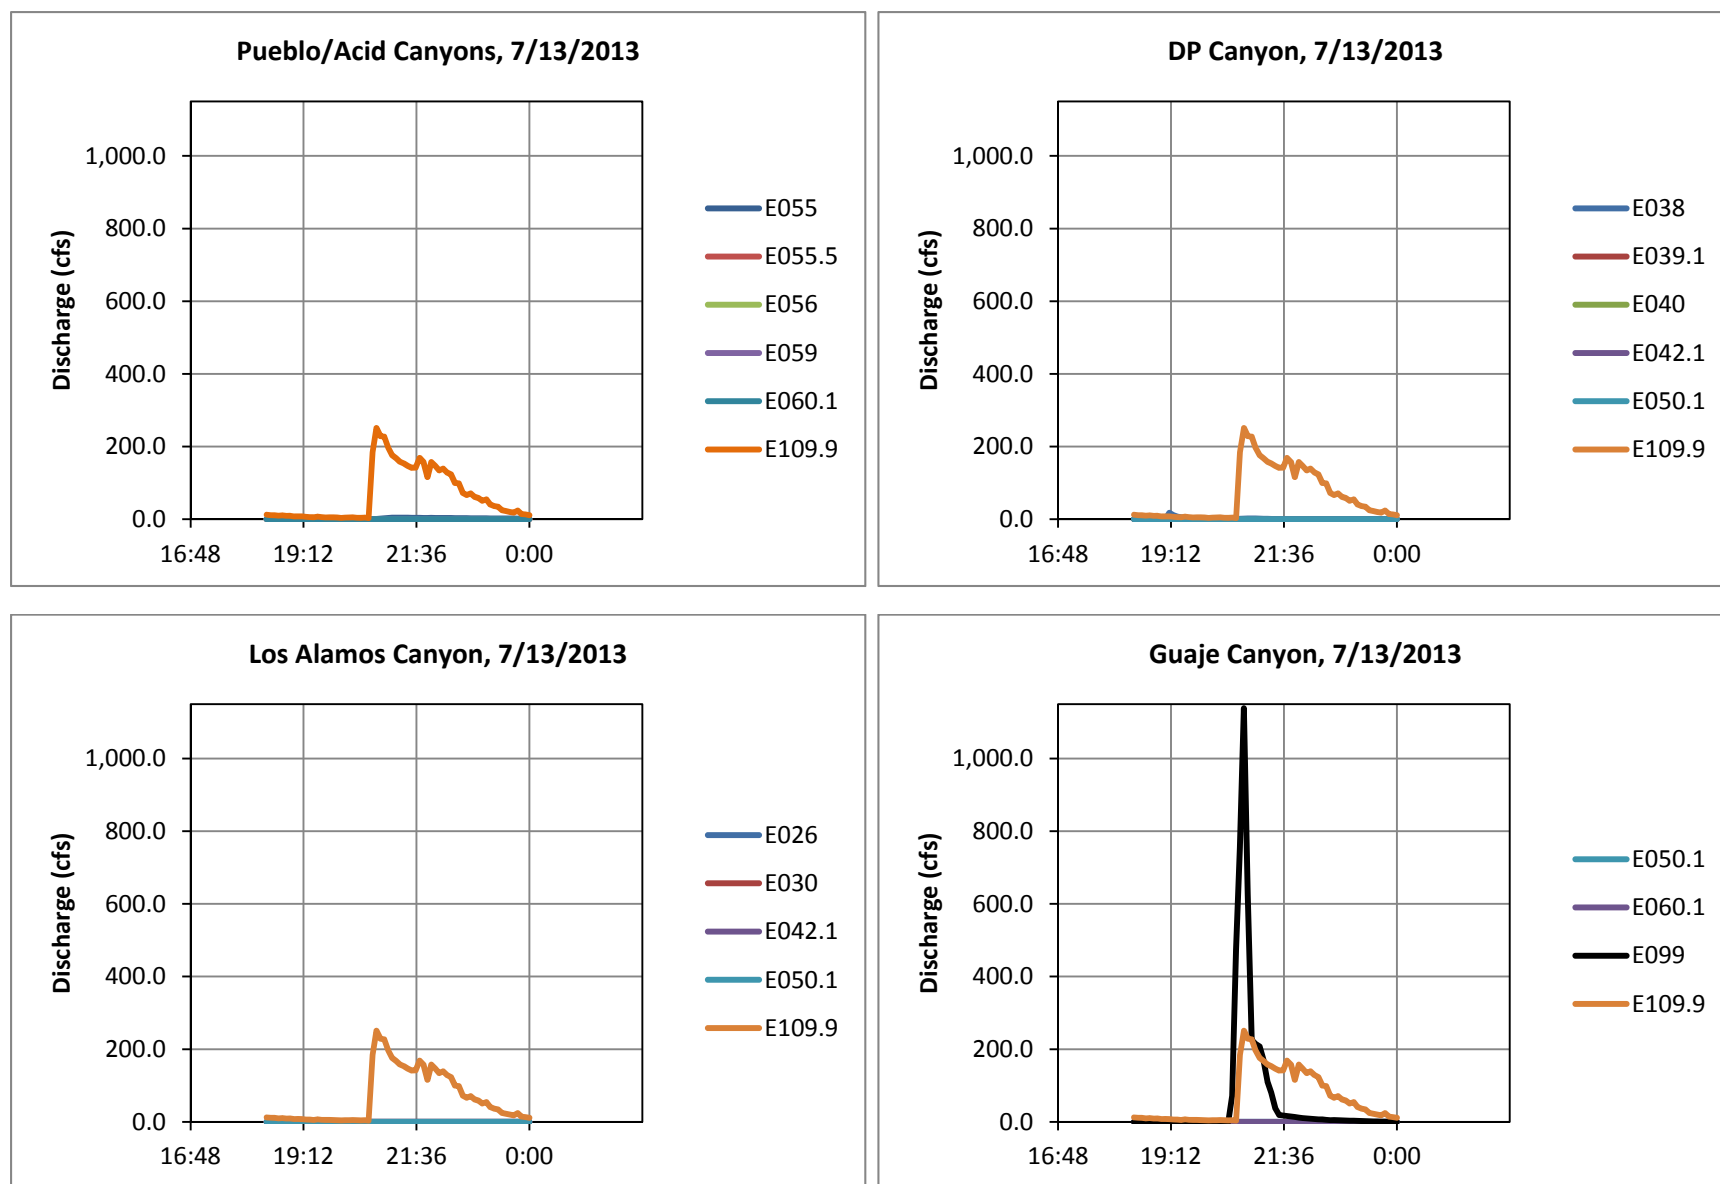 Pueblo/Acid Canyons, 7/13/2013
Discharge (cfs)
1,000.0
800.0
600.0
400.0
200.0
0.0
16:48 19:12 21:36 0:00
E055
E055.5
E056
E059
E060.1
E109.9
DP Canyon, 7/13/2013
Discharge (cfs)
1,000.0
800.0
600.0
400.0
200.0
0.0
16:48 19:12 21:36 0:00
E038
E039.1
E040
E042.1
E050.1
E109.9
Los Alamos Canyon, 7/13/2013
Discharge (cfs)
1,000.0
800.0
600.0
400.0
200.0
0.0
16:48 19:12 21:36 0:00
E026
E030
E042.1
E050.1
E109.9
Guaje Canyon, 7/13/2013
Discharge (cfs)
1,000.0
800.0
600.0
400.0
200.0
0.0
16:48 19:12 21:36 0:00
E050.1
E060.1
E099
E109.9